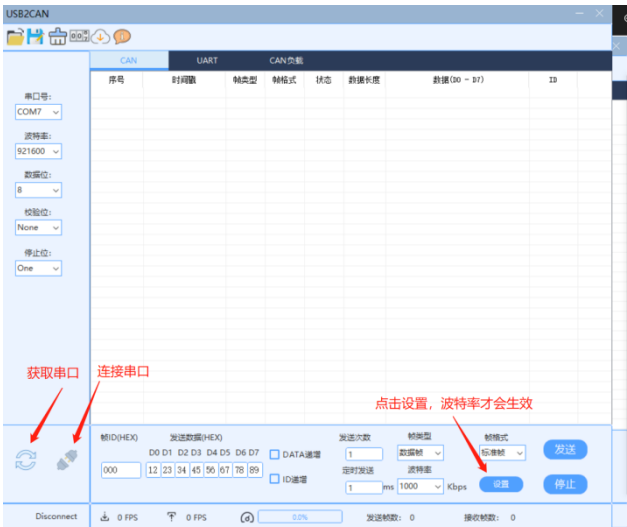 USB2CAN
CAN UART CAN负载
序号 时间戳 帧类型 帧格式 状态 数据长度 数据(D0 - D7) ID
串口号:
COM7
波特率:
921600
数据位:
8
校验位:
None
停止位:
One
获取串口 连接串口
点击设置，波特率才会生效
帧ID(HEX) 发送数据(HEX) 发送次数 帧类型 帧格式
D0 D1 D2 D3 D4 D5 D6 D7 DATA递增 1 数据帧 标准帧 发送
000 12 23 34 45 56 67 78 89 定时发送 波特率
ID递增 1 ms 1000 Kbps 设置 停止
Disconnect 0 FPS 0 FPS 0.0% 发送帧数: 0 接收帧数: 0